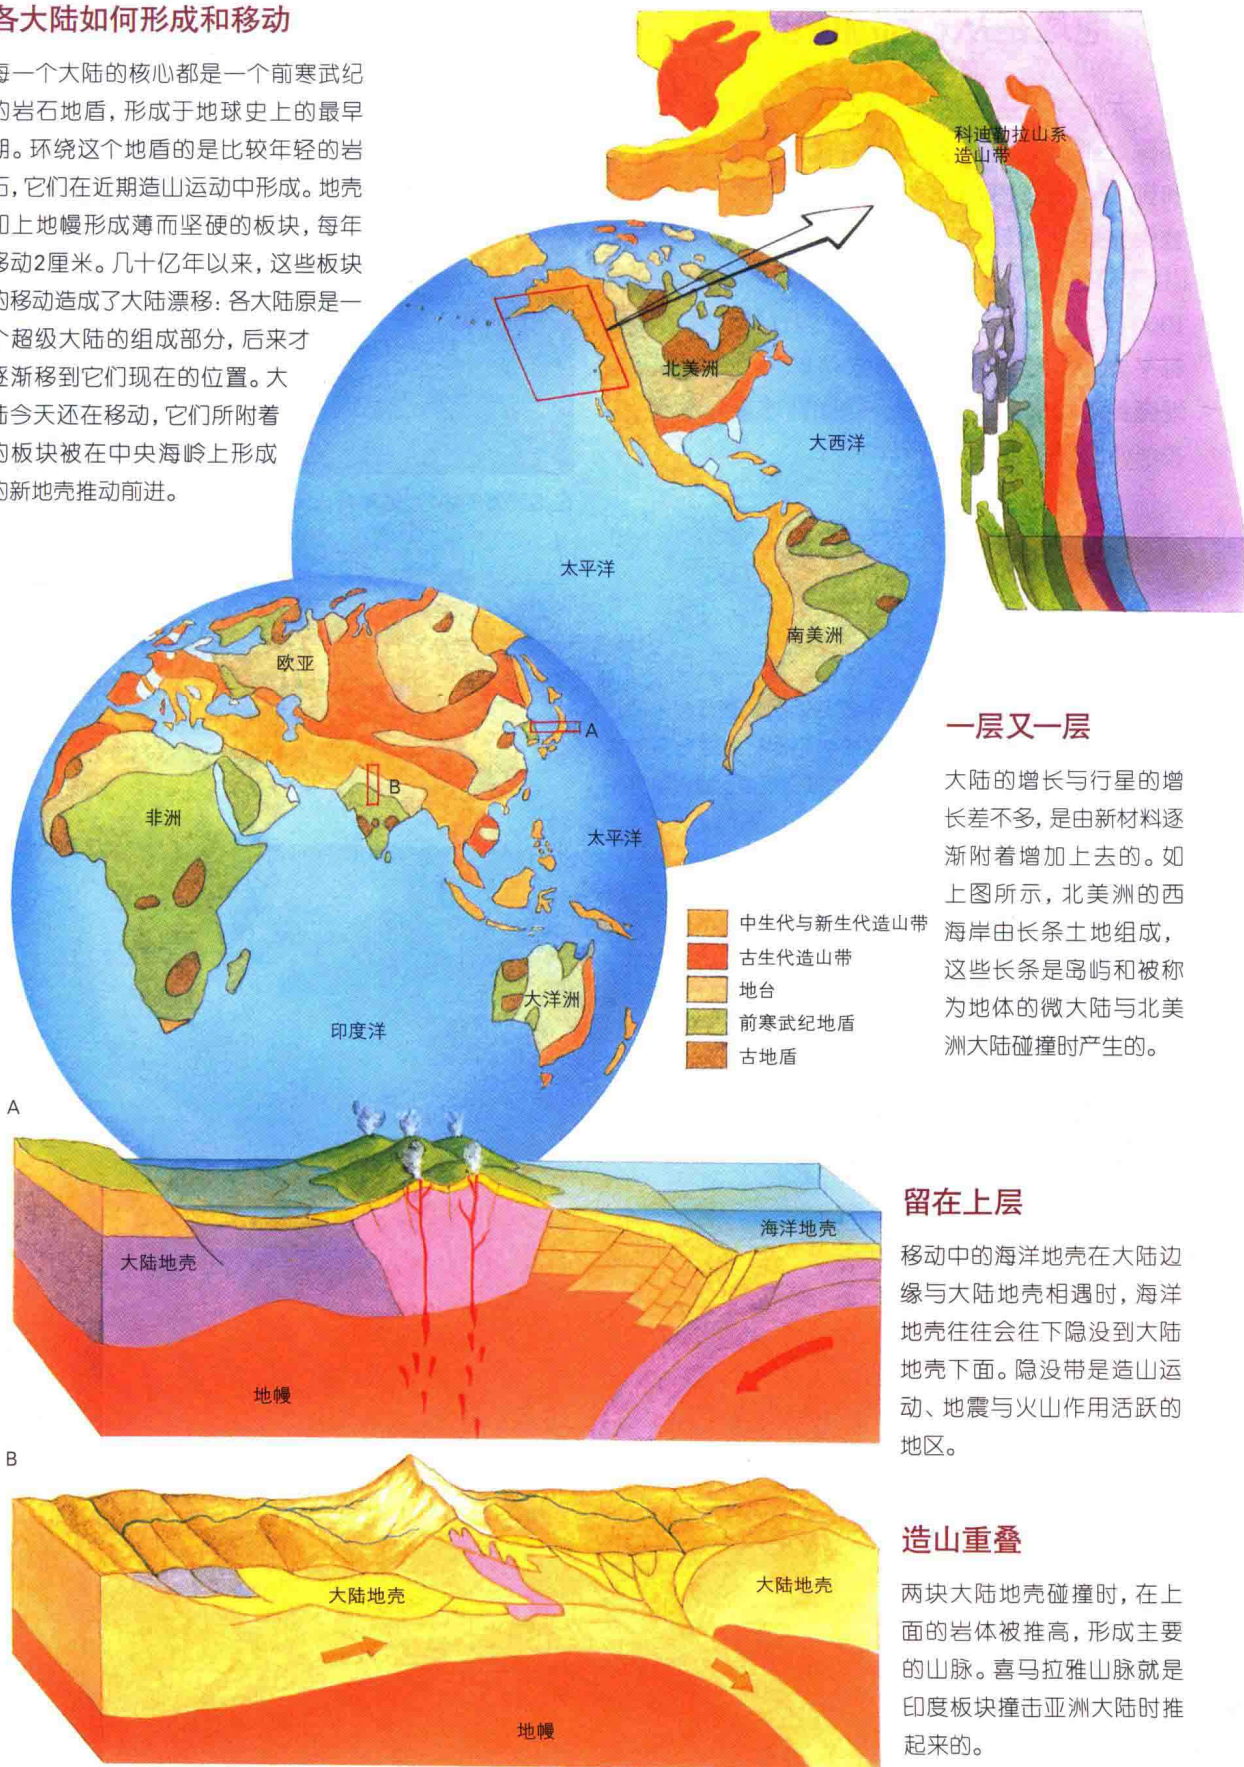 各大陆如何形成和移动
每一个大陆的核心都是一个前寒武纪
的岩石地盾，形成于地球史上的最早
期。环绕这个地盾的是比较年轻的岩
石，它们在近期造山运动中形成。地壳
和上地幔形成薄而坚硬的板块，每年
移动2厘米。几十亿年以来，这些板块
的移动造成了大陆漂移：各大陆原是一
个超级大陆的组成部分，后来才
逐渐移到它们现在的位置。大
陆今天还在移动，它们所附着
的板块被在中央海岭上形成
的新地壳推动前进。
科迪勒拉山系
造山带
北美洲
大西洋
太平洋
南美洲
欧亚
A
B
非洲
太平洋
大洋洲
印度洋
中生代与新生代造山带
古生代造山带
地台
前寒武纪地盾
古地盾
一层又一层
大陆的增长与行星的增
长差不多，是由新材料逐
渐附着增加上去的。如
上图所示，北美洲的西
海岸由长条土地组成，
这些长条是岛屿和被称
为地体的微大陆与北美
洲大陆碰撞时产生的。
A
大陆地壳
海洋地壳
地幔
留在上层
移动中的海洋地壳在大陆边
缘与大陆地壳相遇时，海洋
地壳往往会往下隐没到大陆
地壳下面。隐没带是造山运
动、地震与火山作用活跃的
地区。
B
大陆地壳
大陆地壳
地幔
造山重叠
两块大陆地壳碰撞时，在上
面的岩体被推高，形成主要
的山脉。喜马拉雅山脉就是
印度板块撞击亚洲大陆时推
起来的。